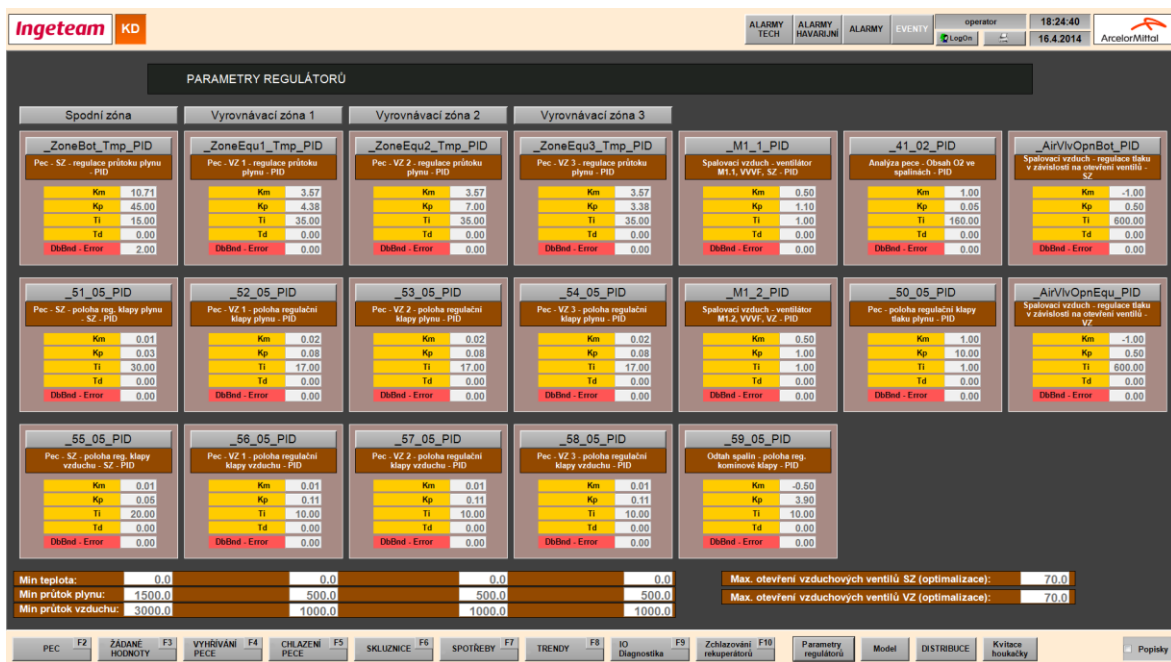 Ingeteam KD
ALARMY TECH
ALARMY HAVARIJNÍ
ALARMY
EVENTY
operator
LogOn
18:24:40
16.4.2014
ArcelorMittal
PARAMETRY REGULÁTORŮ
Spodní zóna
Vyrovnávací zóna 1
Vyrovnávací zóna 2
Vyrovnávací zóna 3
_ZoneBot_Tmp_PID
Pec - SZ - regulace průtoku plynu
- PID
Km 10.71
Kp 45.00
Ti 15.00
Td 0.00
DbBnd - Error 2.00
_ZoneEqu1_Tmp_PID
Pec - VZ 1 - regulace průtoku
plynu - PID
Km 3.57
Kp 4.38
Ti 35.00
Td 0.00
DbBnd - Error 0.00
_ZoneEqu2_Tmp_PID
Pec - VZ 2 - regulace průtoku
plynu - PID
Km 3.57
Kp 7.00
Ti 35.00
Td 0.00
DbBnd - Error 0.00
_ZoneEqu3_Tmp_PID
Pec - VZ 3 - regulace průtoku
plynu - PID
Km 3.57
Kp 3.38
Ti 35.00
Td 0.00
DbBnd - Error 0.00
_M1_1_PID
Spalovací vzduch - ventilátor
M1.1, VVVF, SZ - PID
Km 0.50
Kp 1.10
Ti 1.00
Td 0.00
DbBnd - Error 0.00
_41_02_PID
Analýza pece - Obsah O2 ve
spalinách - PID
Km 1.00
Kp 0.05
Ti 160.00
Td 0.00
DbBnd - Error 0.00
_AirVlvOpnBot_PID
Spalovací vzduch - regulace tlaku
v závislosti na otevření ventilů -
SZ
Km -1.00
Kp 0.50
Ti 600.00
Td 0.00
DbBnd - Error 0.00
_51_05_PID
Pec - SZ - poloha reg. klapy plynu
- SZ - PID
Km 0.01
Kp 0.03
Ti 30.00
Td 0.00
DbBnd - Error 0.00
_52_05_PID
Pec - VZ 1 - poloha regulační
klapy plynu - PID
Km 0.02
Kp 0.08
Ti 17.00
Td 0.00
DbBnd - Error 0.00
_53_05_PID
Pec - VZ 2 - poloha regulační
klapy plynu - PID
Km 0.02
Kp 0.08
Ti 17.00
Td 0.00
DbBnd - Error 0.00
_54_05_PID
Pec - VZ 3 - poloha regulační
klapy plynu - PID
Km 0.02
Kp 0.08
Ti 17.00
Td 0.00
DbBnd - Error 0.00
_M1_2_PID
Spalovací vzduch - ventilátor
M1.2, VVVF, VZ - PID
Km 0.50
Kp 1.00
Ti 1.00
Td 0.00
DbBnd - Error 0.00
_50_05_PID
Pec - poloha regulační klapy
tlaku plynu - PID
Km 1.00
Kp 10.00
Ti 1.00
Td 0.00
DbBnd - Error 0.00
_AirVlvOpnEqu_PID
Spalovací vzduch - regulace tlaku
v závislosti na otevření ventilů -
VZ
Km -1.00
Kp 0.50
Ti 600.00
Td 0.00
DbBnd - Error 0.00
_55_05_PID
Pec - SZ - poloha reg. klapy
vzduchu - SZ - PID
Km 0.01
Kp 0.05
Ti 20.00
Td 0.00
DbBnd - Error 0.00
_56_05_PID
Pec - VZ 1 - poloha regulační
klapy vzduchu - PID
Km 0.01
Kp 0.11
Ti 10.00
Td 0.00
DbBnd - Error 0.00
_57_05_PID
Pec - VZ 2 - poloha regulační
klapy vzduchu - PID
Km 0.01
Kp 0.11
Ti 10.00
Td 0.00
DbBnd - Error 0.00
_58_05_PID
Pec - VZ 3 - poloha regulační
klapy vzduchu - PID
Km 0.01
Kp 0.11
Ti 10.00
Td 0.00
DbBnd - Error 0.00
_59_05_PID
Odtah spalin - poloha reg.
komínové klapy - PID
Km -0.50
Kp 3.90
Ti 10.00
Td 0.00
DbBnd - Error 0.00
Min teplota: 0.0 0.0 0.0 0.0
Min průtok plynu: 1500.0 500.0 500.0 500.0
Min průtok vzduchu: 3000.0 1000.0 1000.0 1000.0
Max. otevření vzduchových ventilů SZ (optimalizace): 70.0
Max. otevření vzduchových ventilů VZ (optimalizace): 70.0
PEC F2
ŽÁDANÉ HODNOTY F3
VYHŘÍVÁNÍ PECE F4
CHLAZENÍ PECE F5
SKLUZNICE F6
SPOTŘEBY F7
TRENDY F8
IO Diagnostika F9
Zchlazování rekuperátorů F10
Parametry regulátorů
Model
DISTRIBUCE
Kvitace houkačky
Popisky